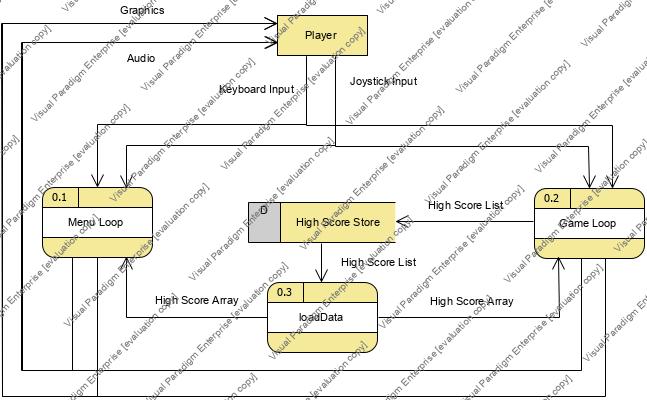 Graphics
Player
Audio
Keyboard Input
Joystick Input
0.1
Menu Loop
D
High Score Store
High Score List
0.2
Game Loop
High Score List
0.3
loadData
High Score Array
High Score Array
Visual Paradigm Enterprise [evaluation copy]